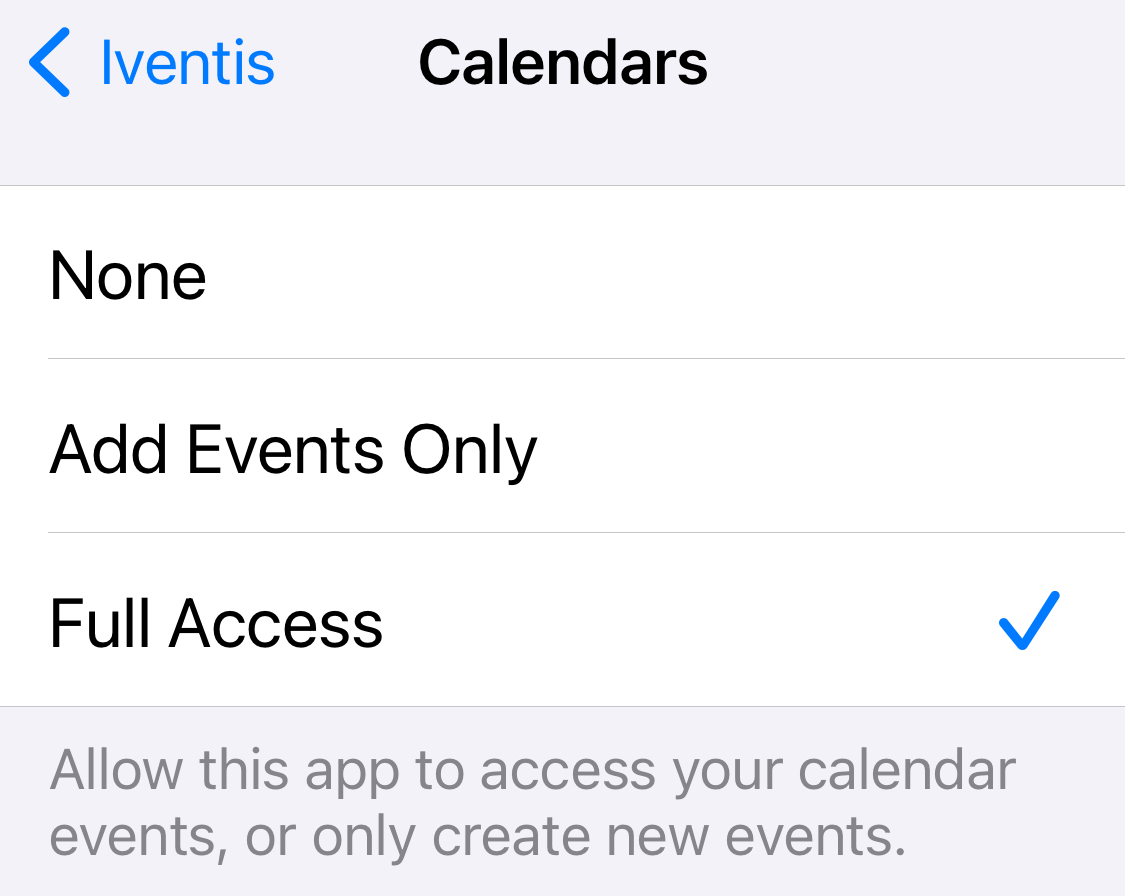 Iventis
Calendars
None
Add Events Only
Full Access
Allow this app to access your calendar
events, or only create new events.